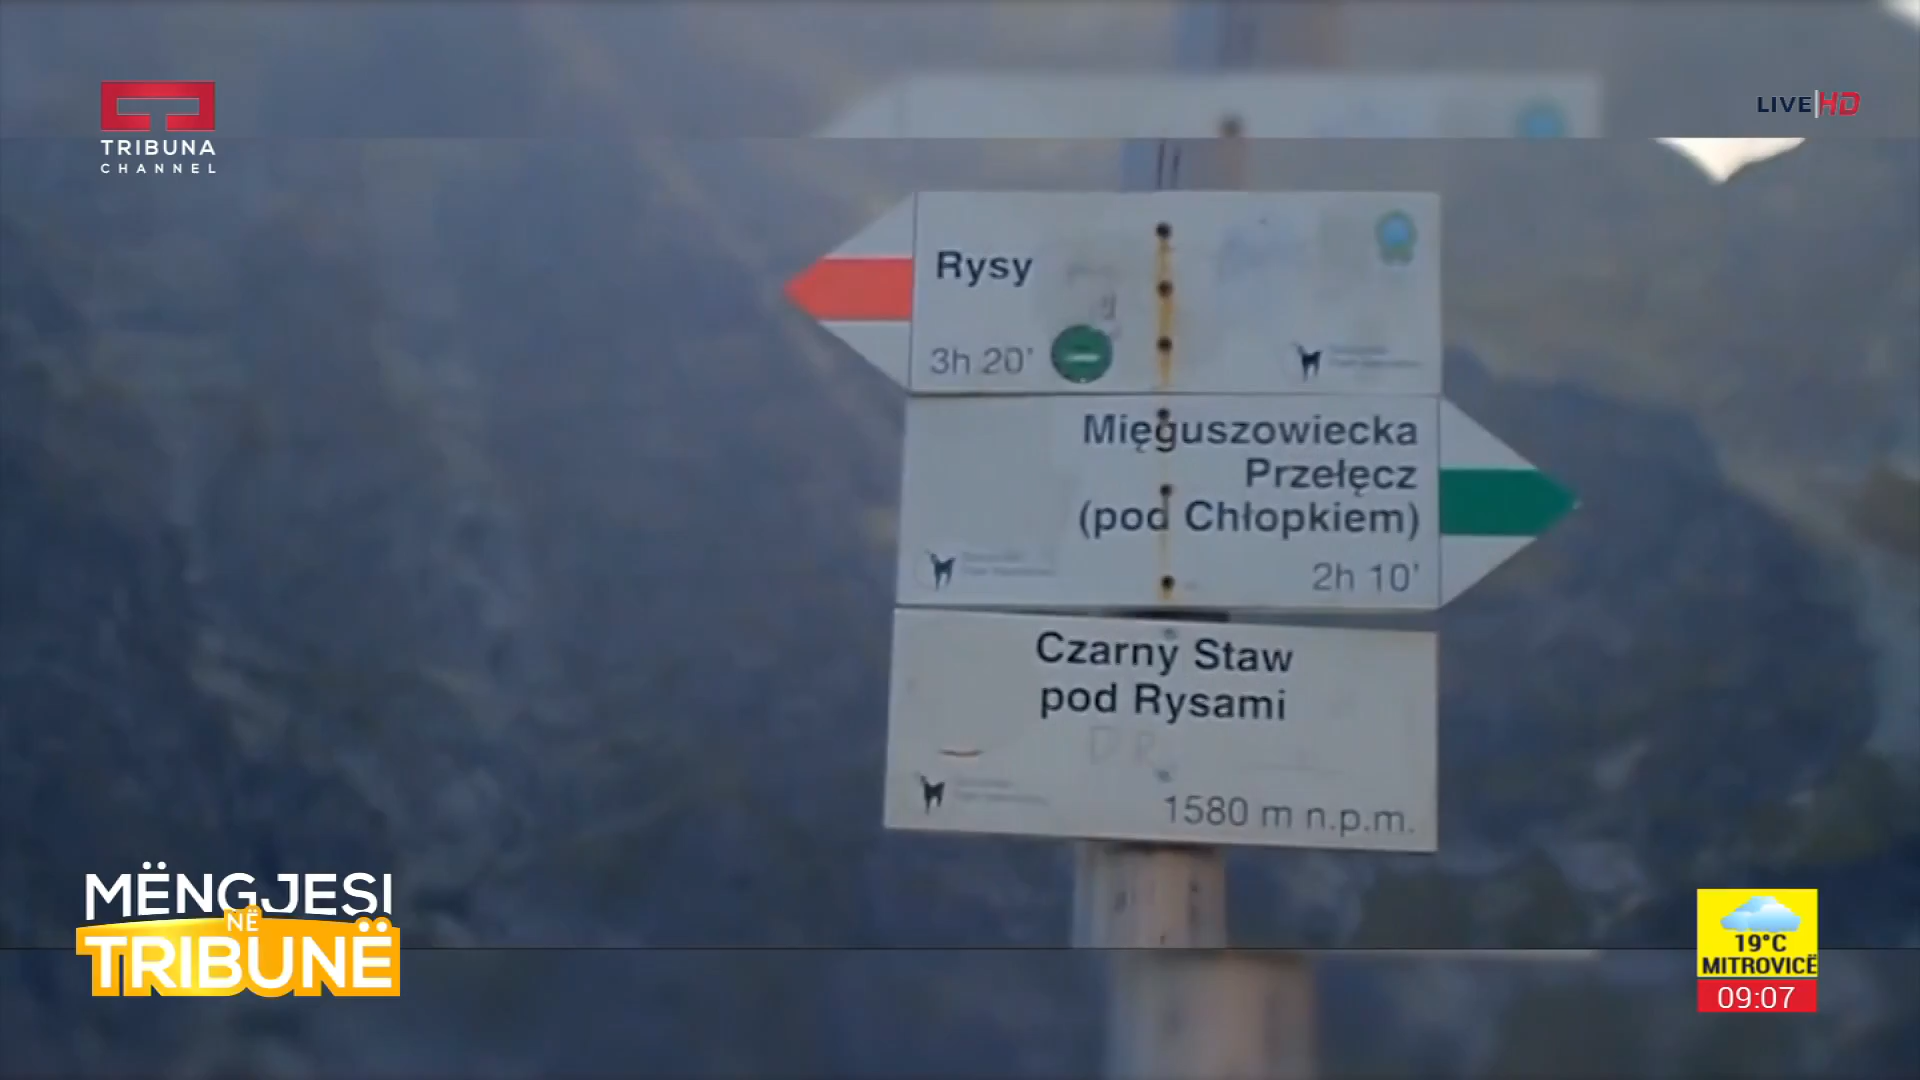 TRIBUNA
CHANNEL
LIVE HD
Rysy
3h 20'
Mięguszowiecka
Przełęcz
(pod Chłopkiem)
2h 10'
Czarny Staw
pod Rysami
DR
1580 m n.p.m.
MËNGJESI
NË
TRIBUNË
19°C
MITROVICË
09:07